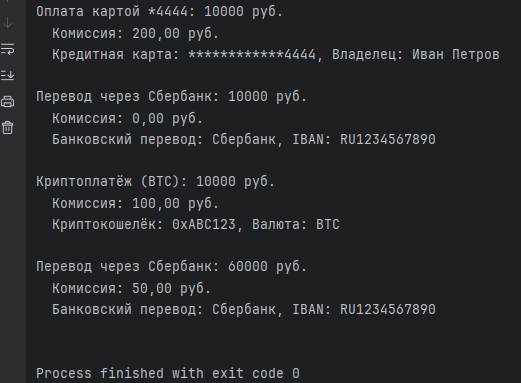 Оплата картой *4444: 10000 руб.
Комиссия: 200,00 руб.
Кредитная карта: ************4444, Владелец: Иван Петров
Перевод через Сбербанк: 10000 руб.
Комиссия: 0,00 руб.
Банковский перевод: Сбербанк, IBAN: RU1234567890
Криптоплатёж (BTC): 10000 руб.
Комиссия: 100,00 руб.
Криптокошелёк: 0xABC123, Валюта: BTC
Перевод через Сбербанк: 60000 руб.
Комиссия: 50,00 руб.
Банковский перевод: Сбербанк, IBAN: RU1234567890
Process finished with exit code 0